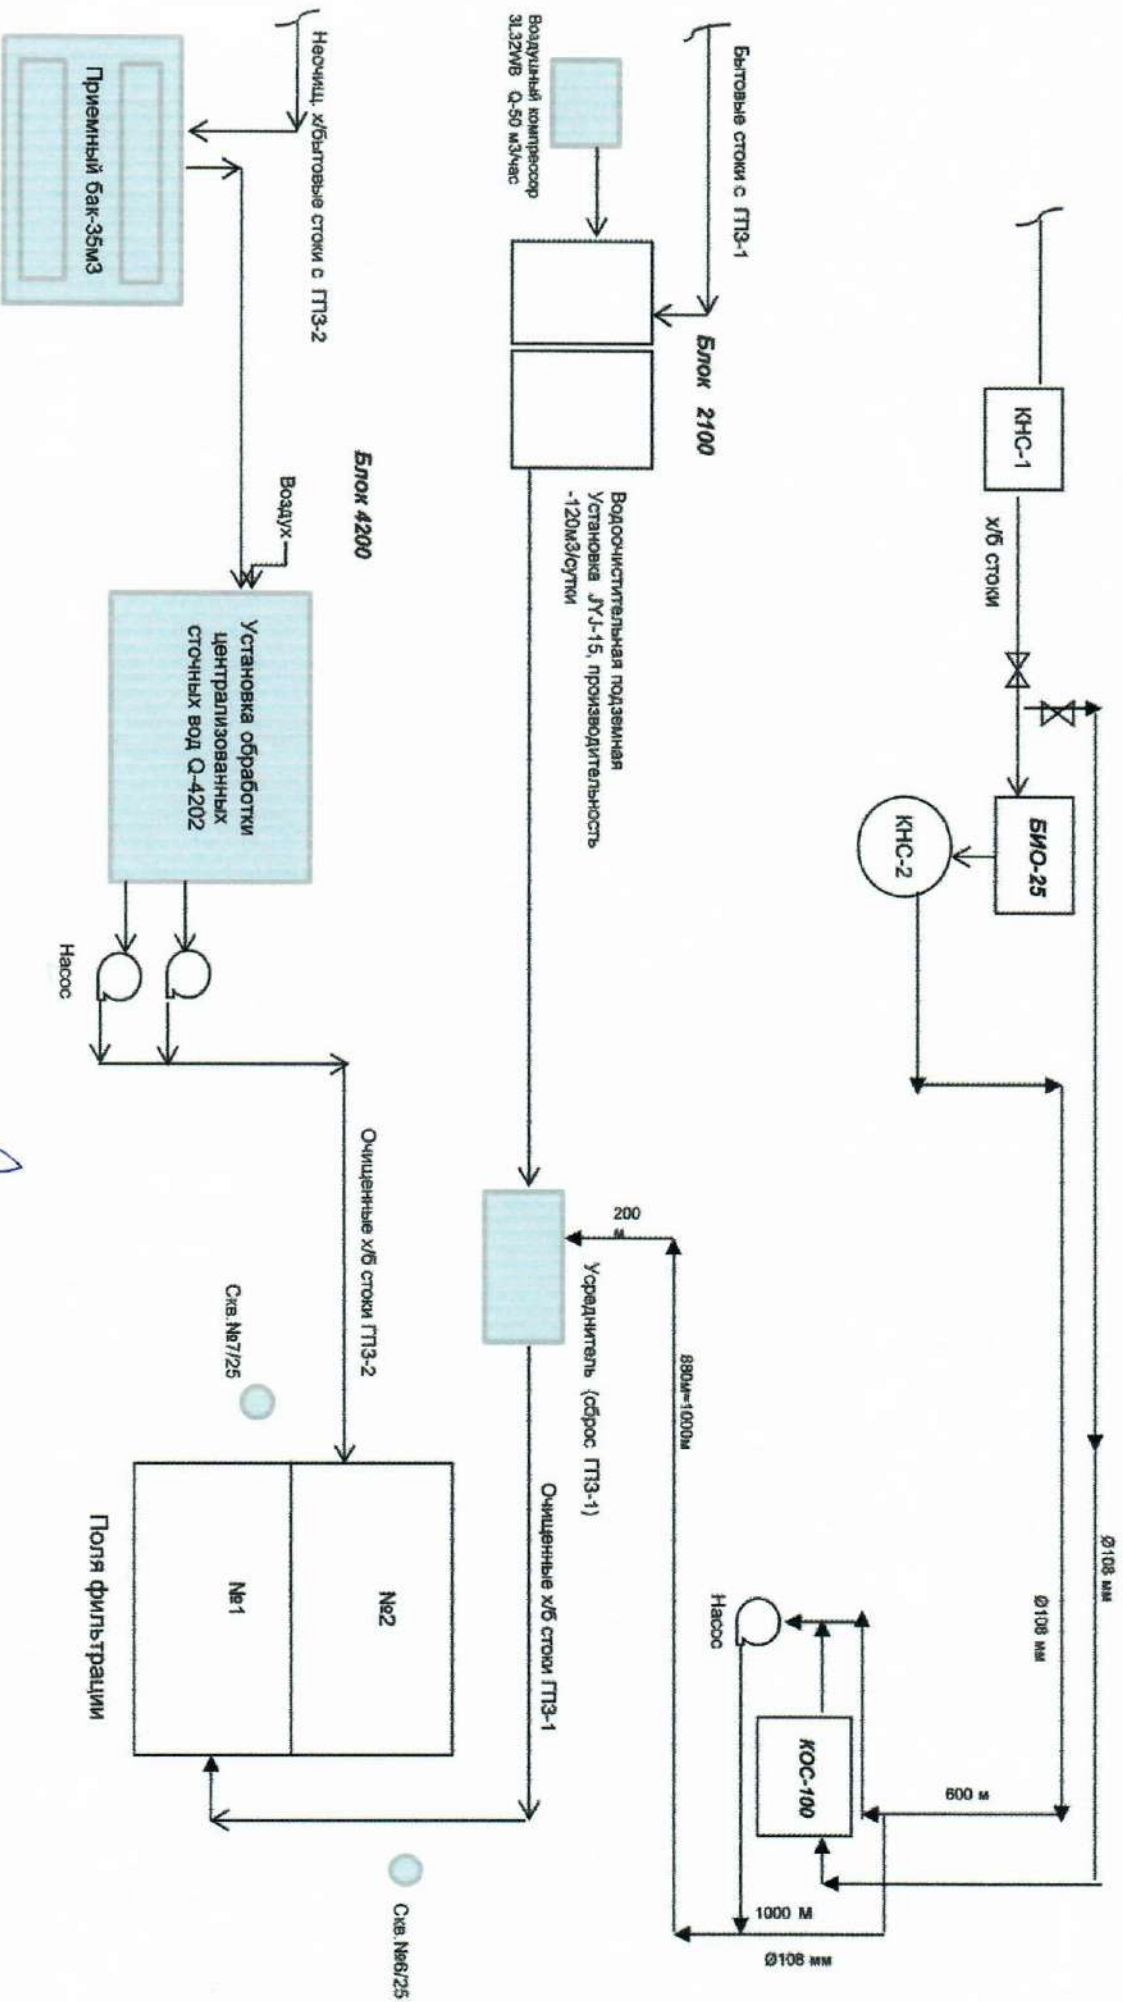 КНС-1
х/б стоки
БИО-25
КНС-2
Ø108 мм
Ø108 мм
600 м
КОС-100
Насос
1000 М
Ø108 мм
Бытовые стоки с ГПЗ-1
Воздушный компрессор
3L32WB Q-50 м3/час
Блок 2100
Водоочистительная подземная
Установка JYJ-15, производительность
-120м3/сутки
200
м
880м≈1000м
Усреднитель (сброс ГПЗ-1)
Очищенные х/б стоки ГПЗ-1
Неочищ. х/бытовые стоки с ГПЗ-2
Приемный бак-35м3
Блок 4200
Воздух
Установка обработки
централизованных
сточных вод Q-4202
Насос
Очищенные х/б стоки ГПЗ-2
Скв.№7/25
№2
№1
Поля фильтрации
Скв.№6/25